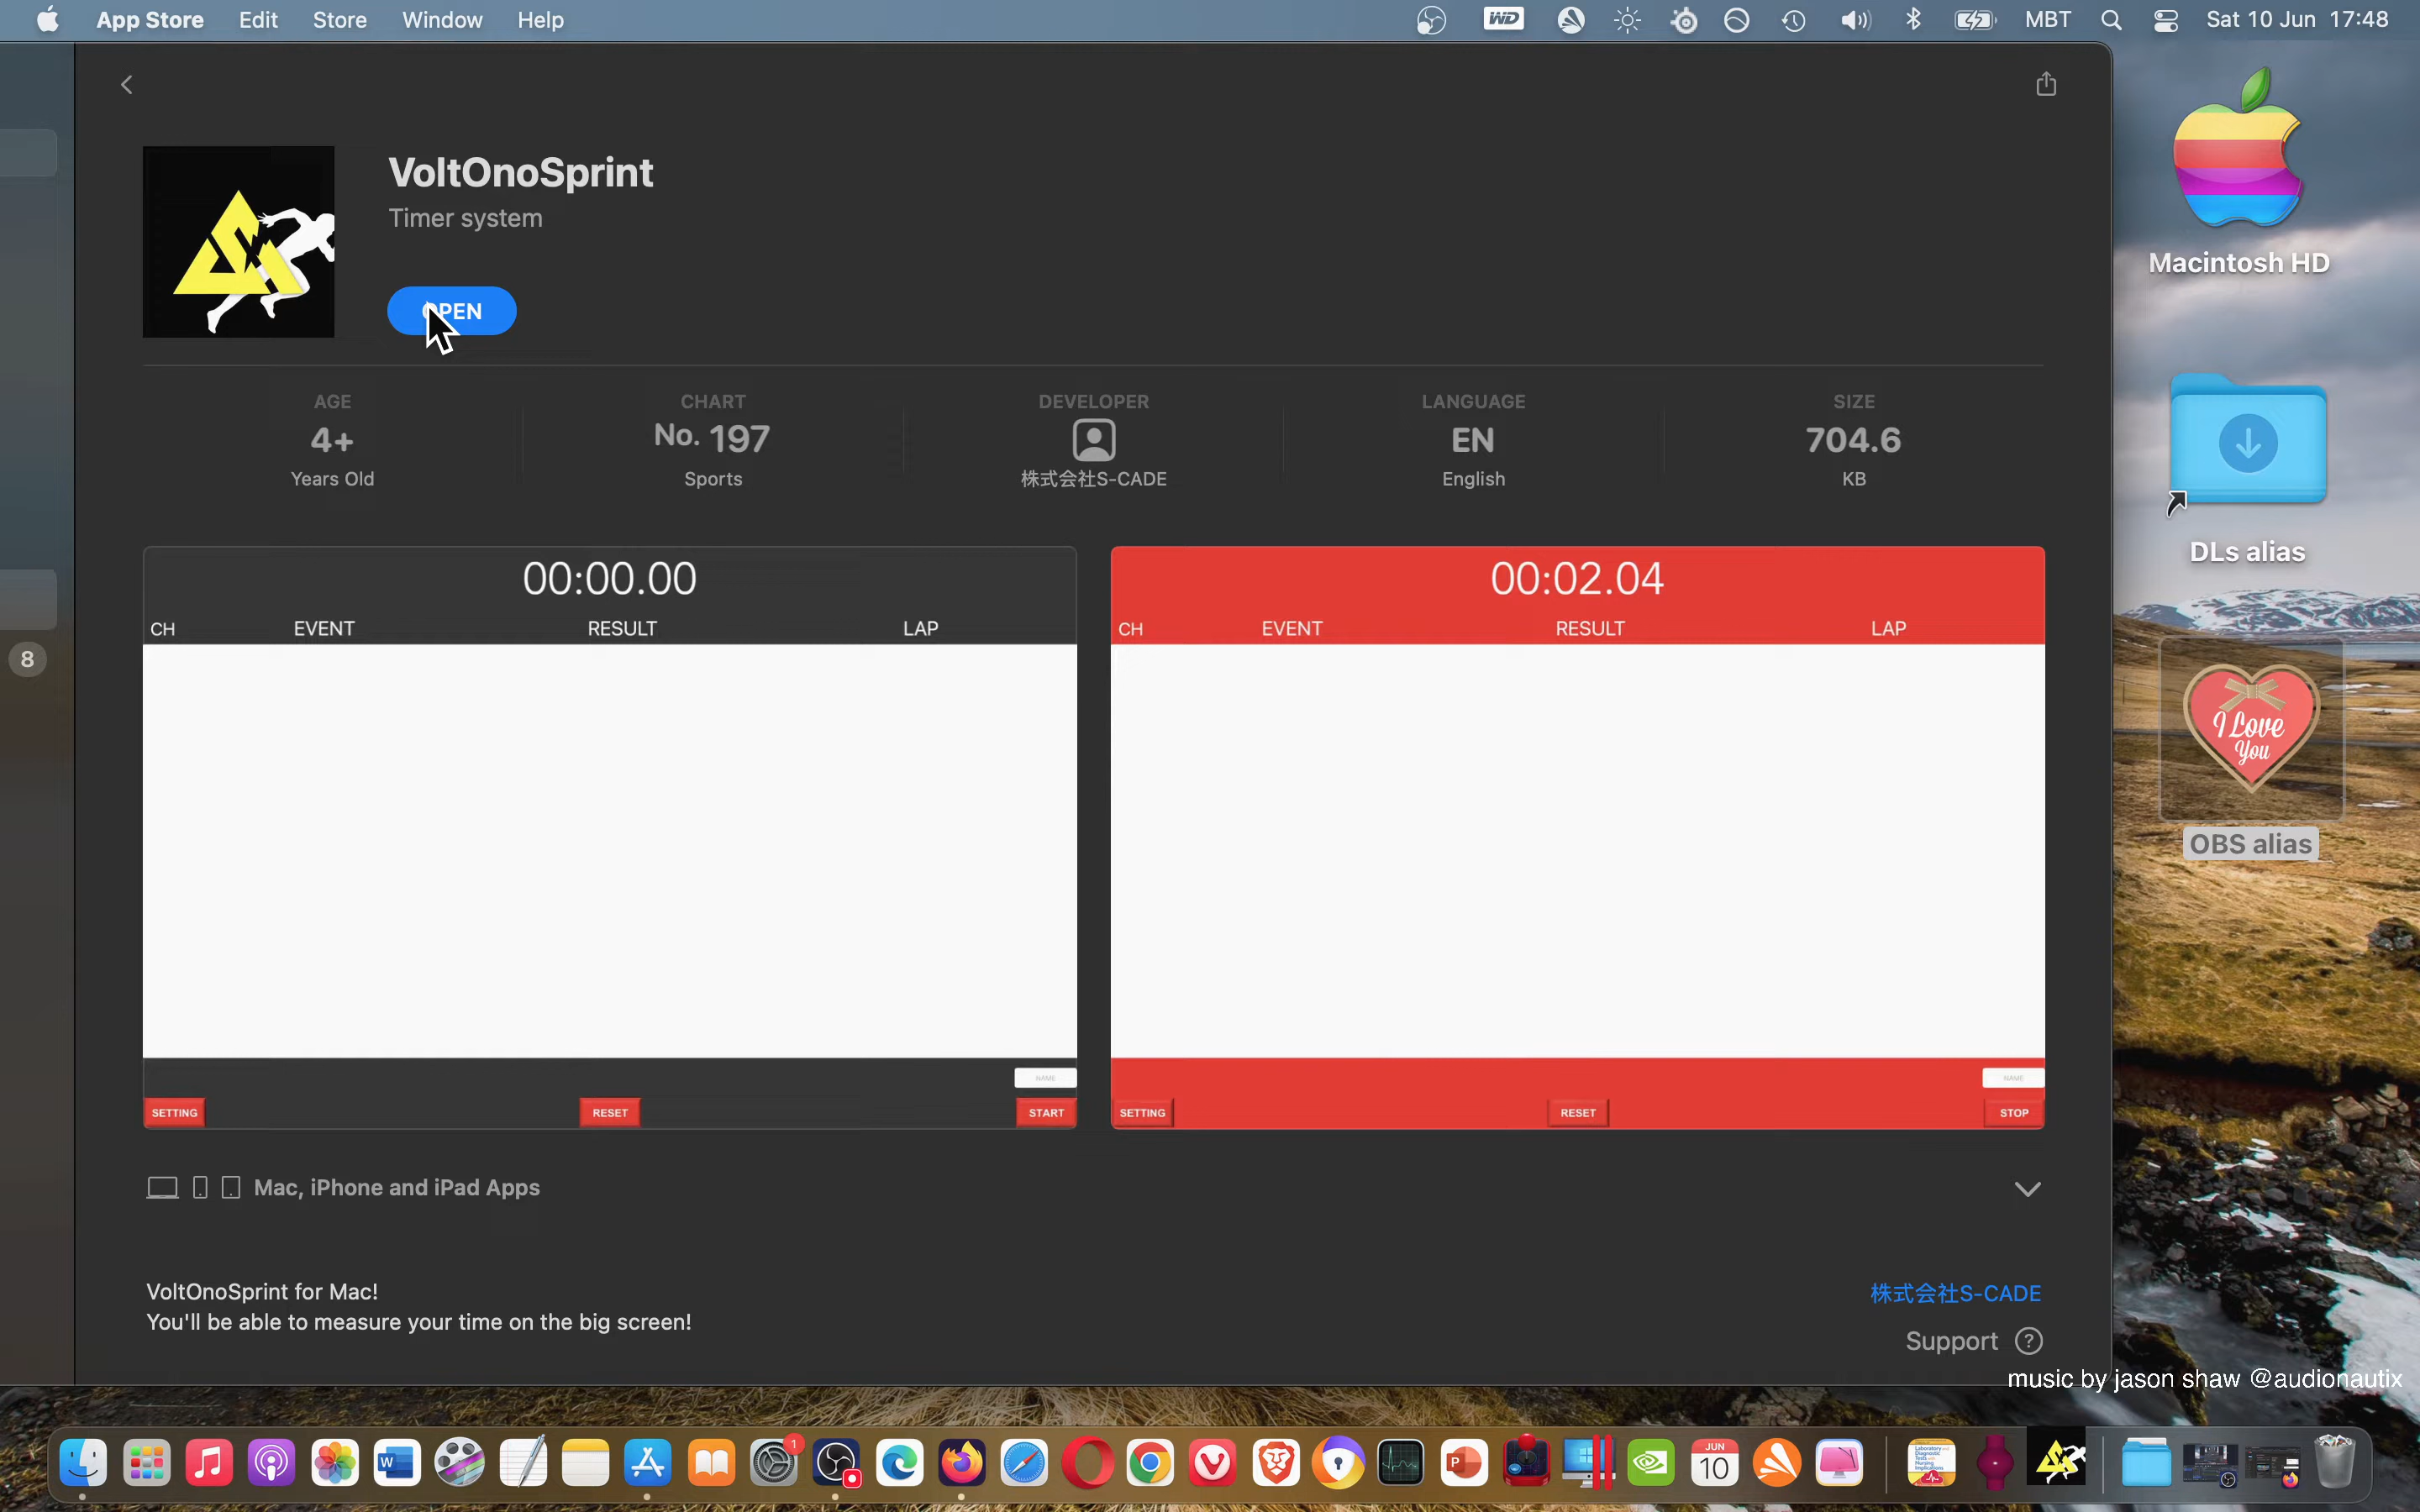 App Store Edit Store Window Help
WD
MBT
Sat 10 Jun 17:48
VoltOnoSprint
Timer system
OPEN
AGE
4+
Years Old
CHART
No. 197
Sports
DEVELOPER
株式会社S-CADE
LANGUAGE
EN
English
SIZE
704.6
KB
00:00.00
CH EVENT RESULT LAP
NAME
SETTING RESET START
00:02.04
CH EVENT RESULT LAP
NAME
SETTING RESET STOP
8
Mac, iPhone and iPad Apps
VoltOnoSprint for Mac!
You'll be able to measure your time on the big screen!
株式会社S-CADE
Support
?
Macintosh HD
DLs alias
I Love
You
OBS alias
music by jason shaw @audionautix
W
1
P
JUN
10